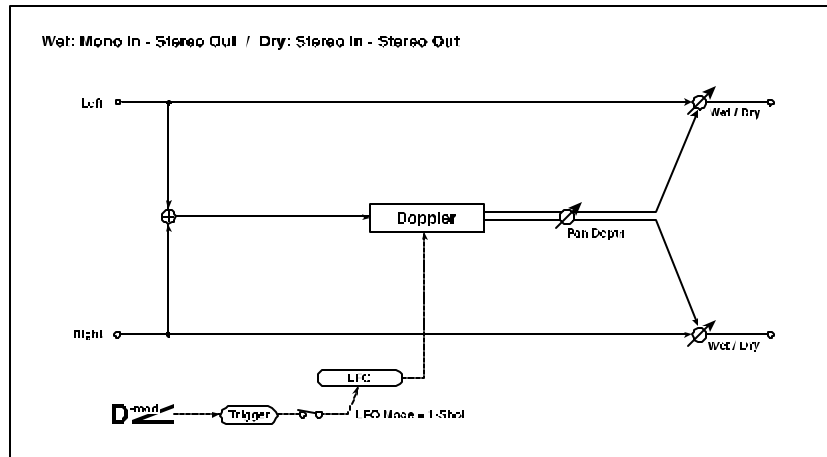 Wet: Mono In - Stereo Out / Dry: Stereo In - Stereo Out
Left
Wet / Dry
Doppler
Pan Depth
Right
Wet / Dry
LFO
D-mod
Trigger
LFO Mode = 1-Shot